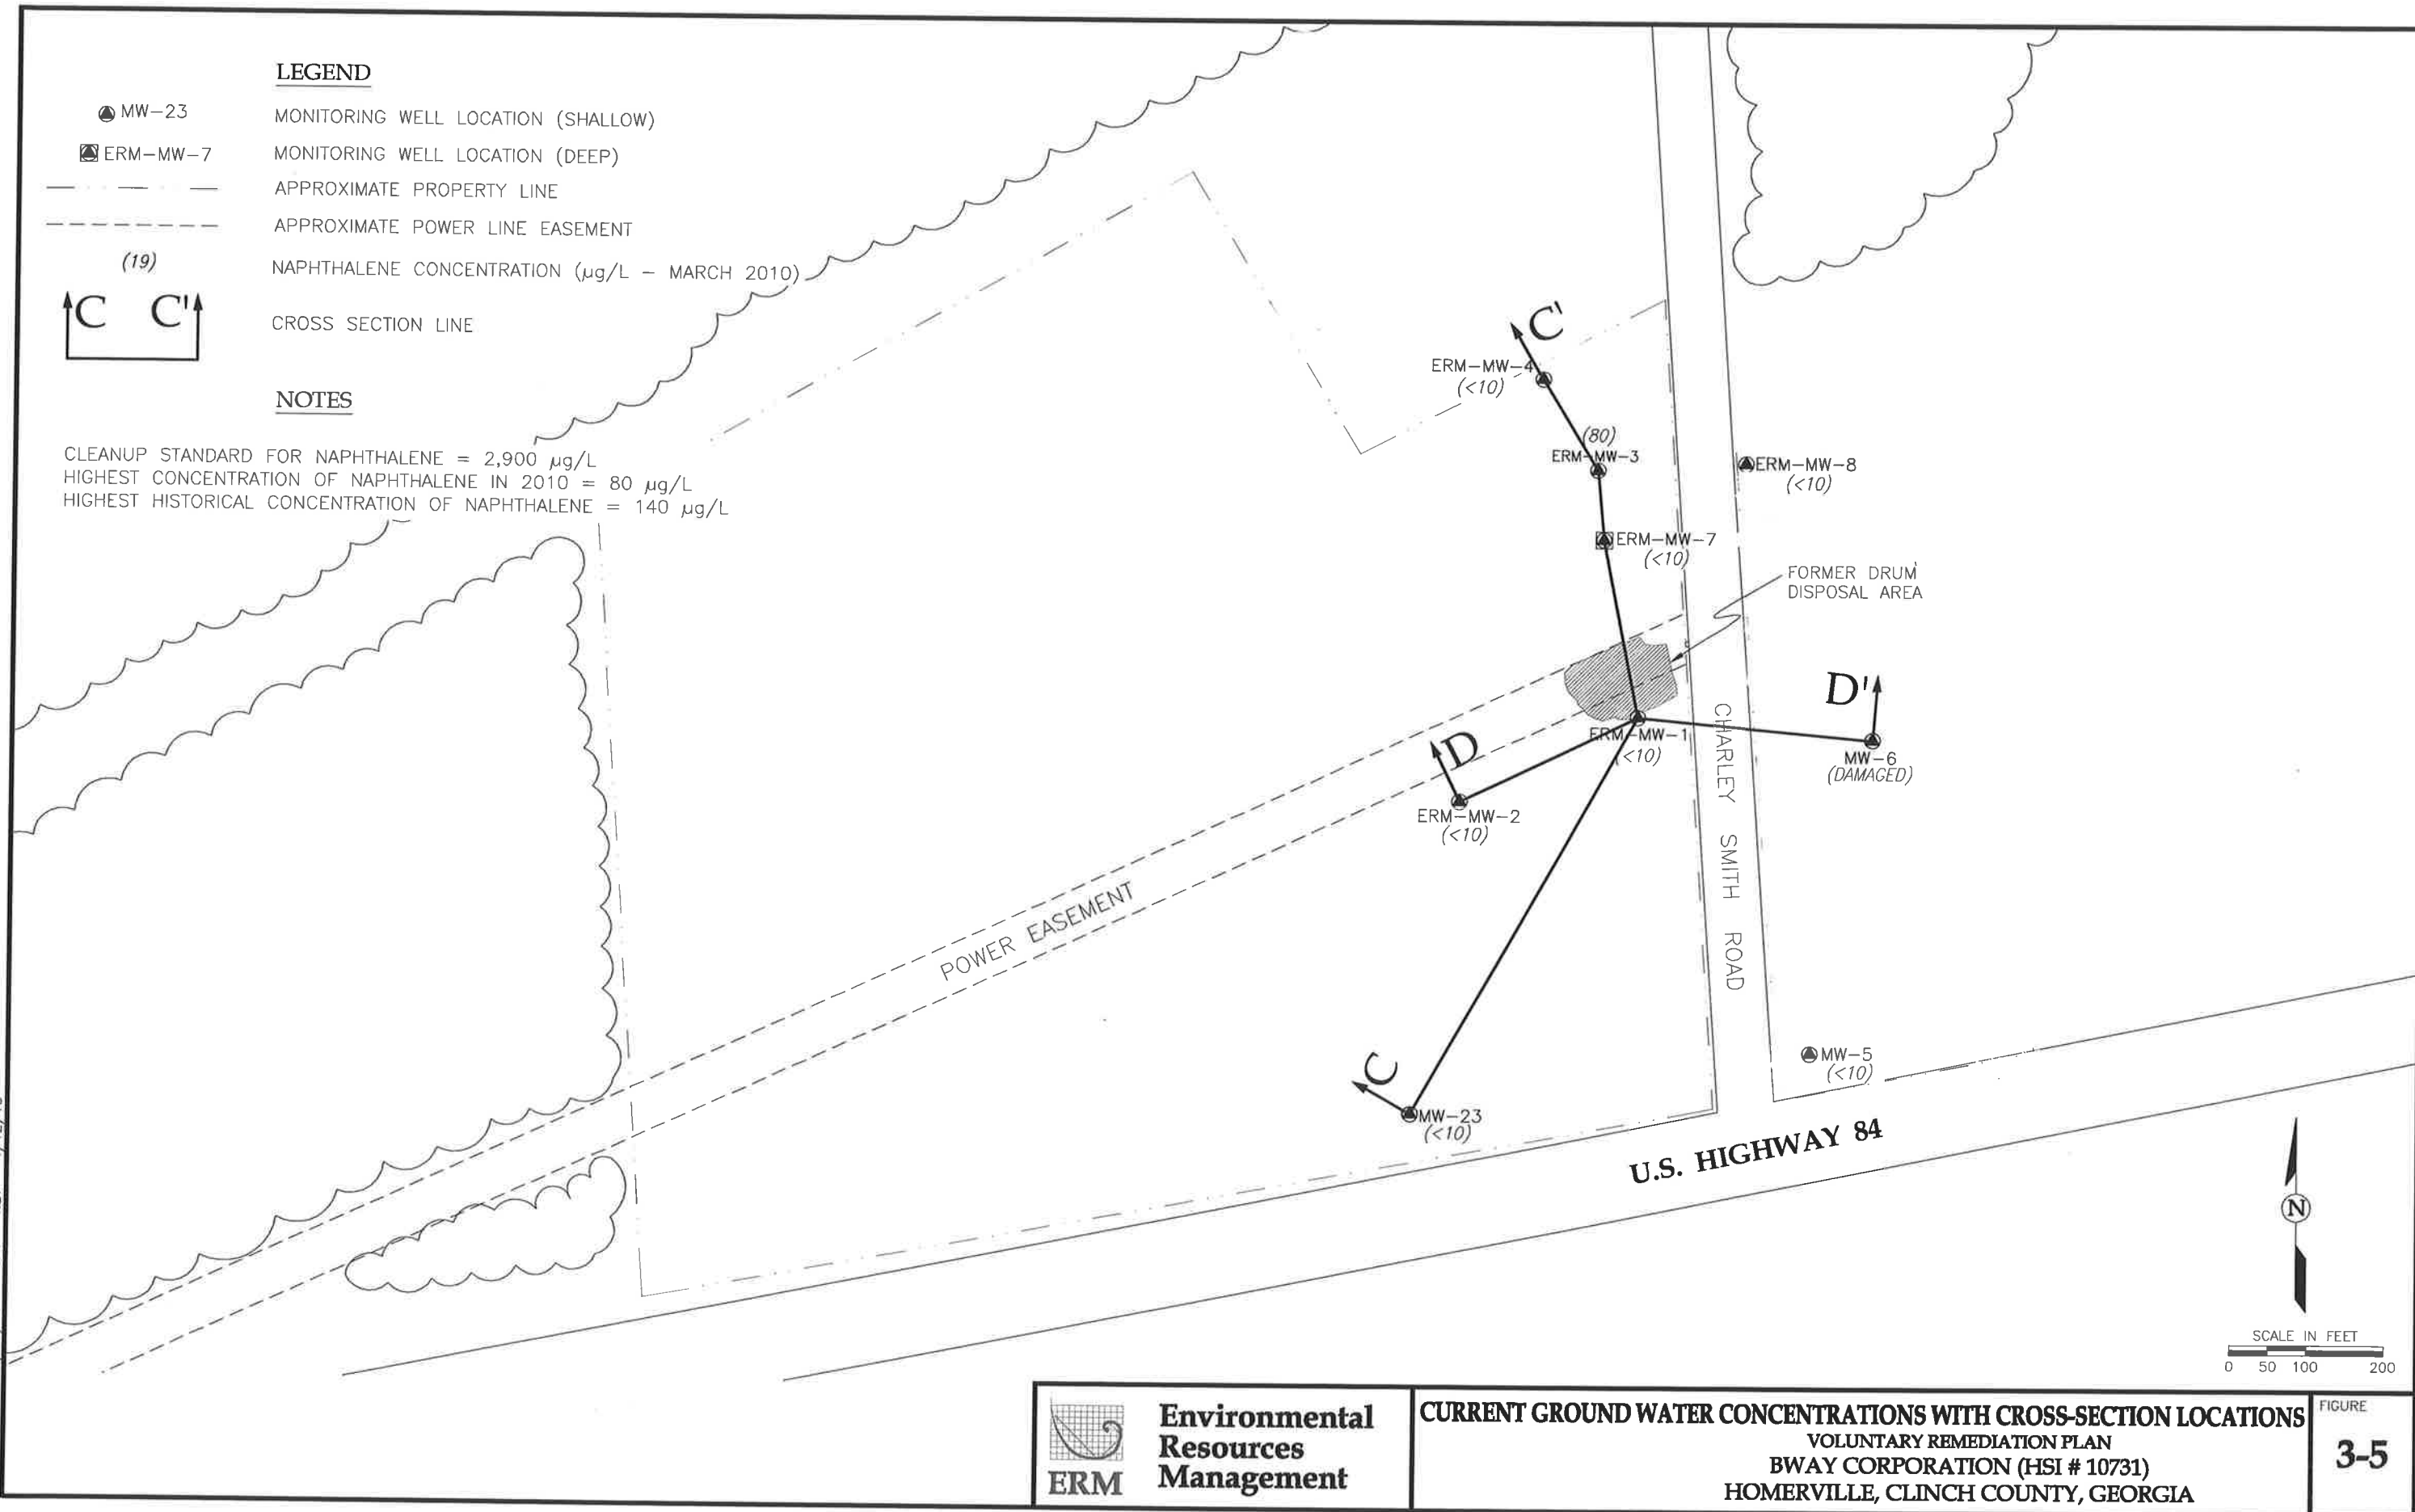 LEGEND
MW-23
MONITORING WELL LOCATION (SHALLOW)
ERM-MW-7
MONITORING WELL LOCATION (DEEP)
APPROXIMATE PROPERTY LINE
APPROXIMATE POWER LINE EASEMENT
(19)
NAPHTHALENE CONCENTRATION (µg/L - MARCH 2010)
C C'
CROSS SECTION LINE
NOTES
CLEANUP STANDARD FOR NAPHTHALENE = 2,900 µg/L
HIGHEST CONCENTRATION OF NAPHTHALENE IN 2010 = 80 µg/L
HIGHEST HISTORICAL CONCENTRATION OF NAPHTHALENE = 140 µg/L
C'
ERM-MW-4
(<10)
(80)
ERM-MW-3
ERM-MW-8
(<10)
ERM-MW-7
(<10)
FORMER DRUM
DISPOSAL AREA
D'
D
ERM-MW-1
(<10)
MW-6
(DAMAGED)
ERM-MW-2
(<10)
CHARLEY SMITH ROAD
POWER EASEMENT
C
MW-23
(<10)
MW-5
(<10)
U.S. HIGHWAY 84
N
SCALE IN FEET
0 50 100 200
ERM
Environmental
Resources
Management
CURRENT GROUND WATER CONCENTRATIONS WITH CROSS-SECTION LOCATIONS
VOLUNTARY REMEDIATION PLAN
BWAY CORPORATION (HSI # 10731)
HOMERVILLE, CLINCH COUNTY, GEORGIA
FIGURE
3-5